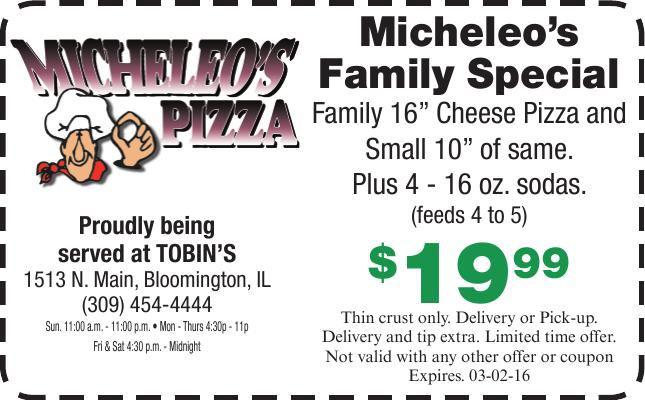 MICHELEO'S
PIZZA
Proudly being
served at TOBIN'S
1513 N. Main, Bloomington, IL
(309) 454-4444
Sun. 11:00 a.m. - 11:00 p.m. • Mon - Thurs 4:30p - 11p
Fri & Sat 4:30 p.m. - Midnight
Micheleo's
Family Special
Family 16” Cheese Pizza and
Small 10” of same.
Plus 4 - 16 oz. sodas.
(feeds 4 to 5)
$19.99
Thin crust only. Delivery or Pick-up.
Delivery and tip extra. Limited time offer.
Not valid with any other offer or coupon
Expires. 03-02-16